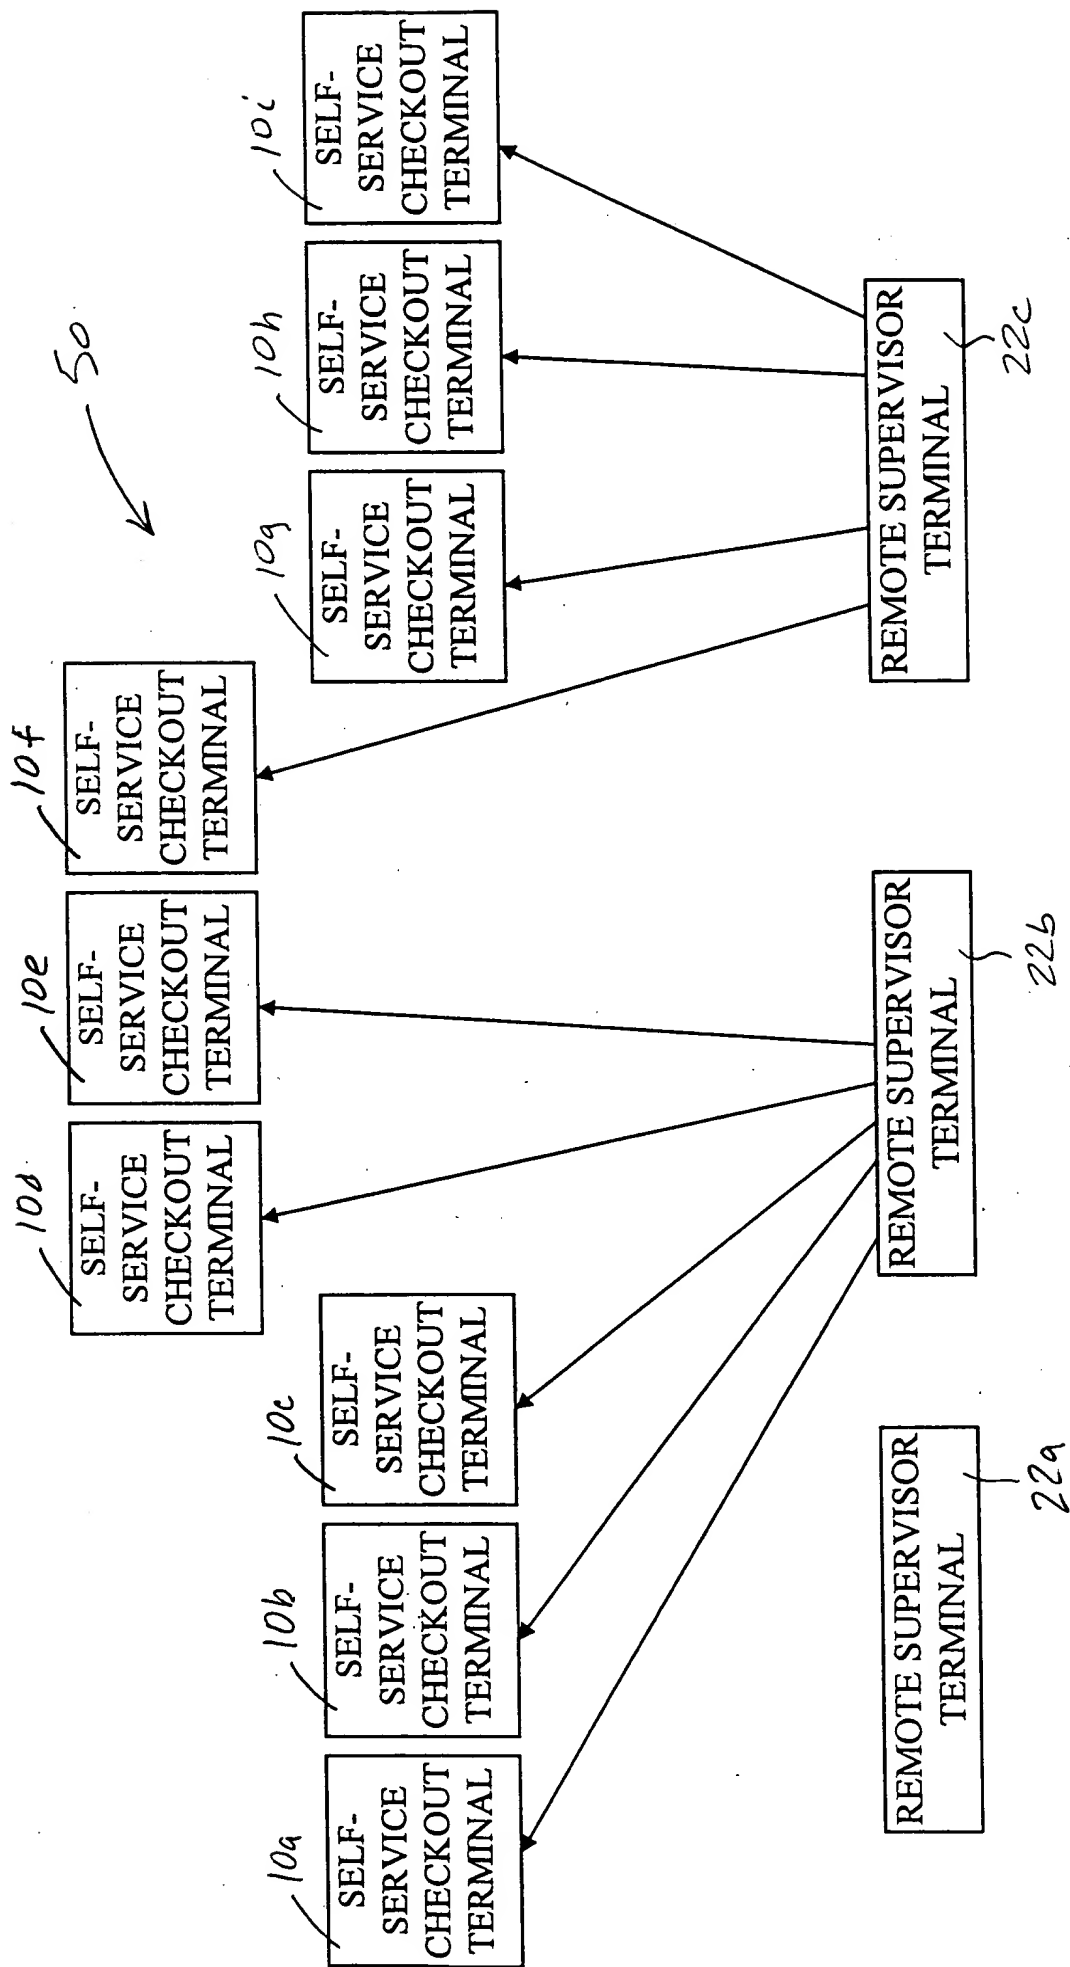 50
10a
SELF-
SERVICE
CHECKOUT
TERMINAL
10b
SELF-
SERVICE
CHECKOUT
TERMINAL
10c
SELF-
SERVICE
CHECKOUT
TERMINAL
10d
SELF-
SERVICE
CHECKOUT
TERMINAL
10e
SELF-
SERVICE
CHECKOUT
TERMINAL
10f
SELF-
SERVICE
CHECKOUT
TERMINAL
10g
SELF-
SERVICE
CHECKOUT
TERMINAL
10h
SELF-
SERVICE
CHECKOUT
TERMINAL
10i
SELF-
SERVICE
CHECKOUT
TERMINAL
REMOTE SUPERVISOR
TERMINAL
22a
REMOTE SUPERVISOR
TERMINAL
22b
REMOTE SUPERVISOR
TERMINAL
22c